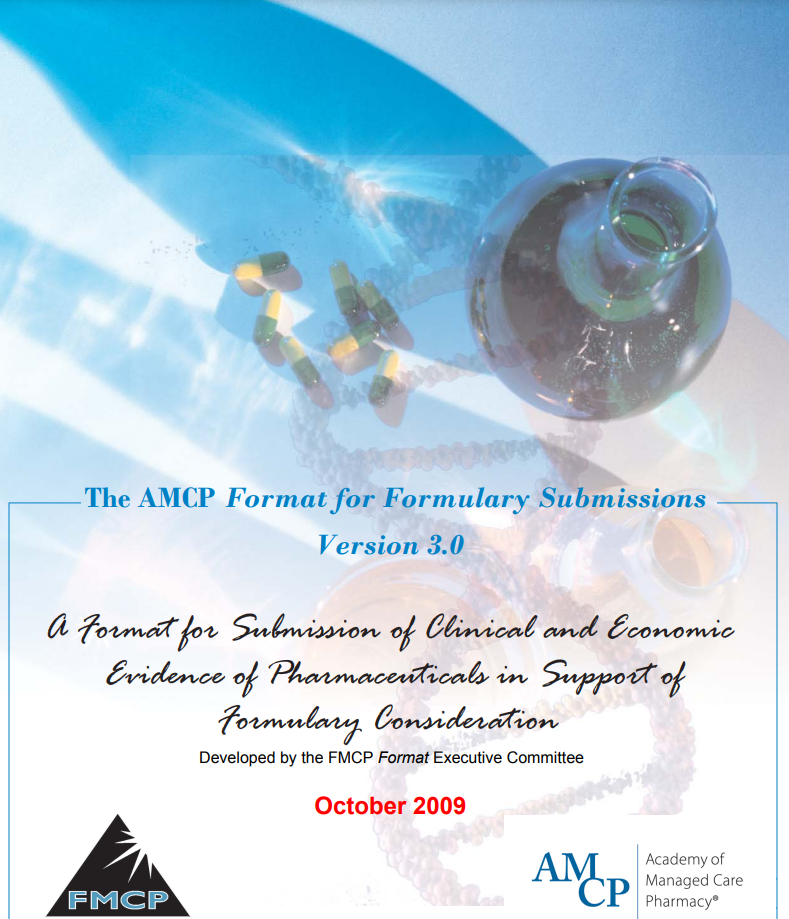 The AMCP Format for Formulary Submissions
Version 3.0
A Format for Submission of Clinical and Economic
Evidence of Pharmaceuticals in Support of
Formulary Consideration
Developed by the FMCP Format Executive Committee
October 2009
FMCP
AMCP
Academy of
Managed Care
Pharmacy®